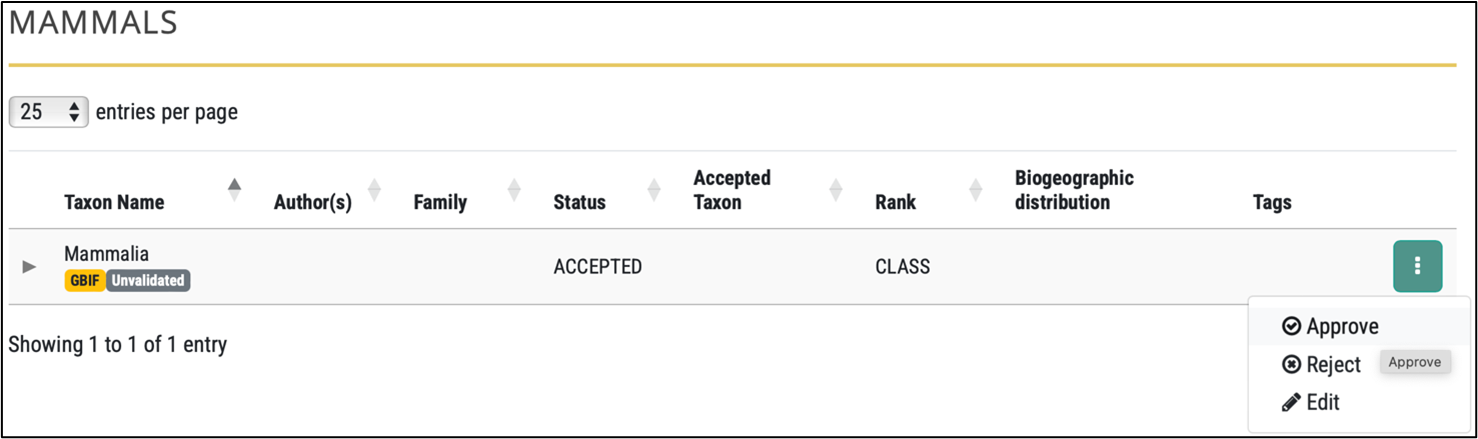 MAMMALS
25 entries per page
Taxon Name Author(s) Family Status Accepted Taxon Rank Biogeographic distribution Tags
Mammalia
GBIF Unvalidated
ACCEPTED CLASS
Showing 1 to 1 of 1 entry
Approve
Reject
Approve
Edit